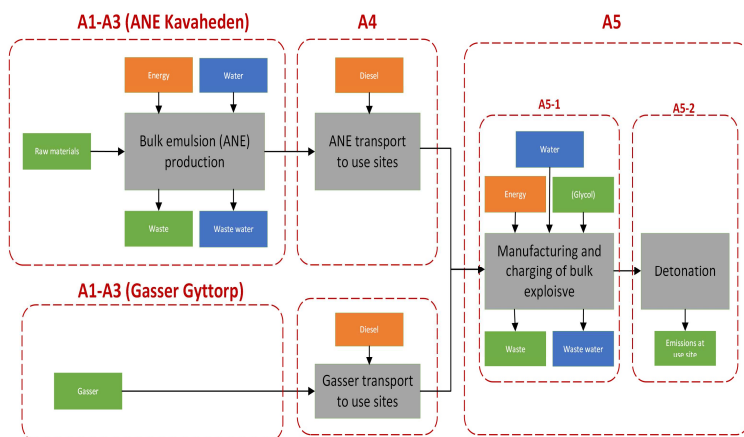 A1-A3 (ANE Kavaheden)
A4
A5
Energy
Water
Diesel
Raw materials
Bulk emulsion (ANE)
production
ANE transport
to use sites
Waste
Waste water
A5-1
A5-2
Water
Energy
(Glycol)
Manufacturing and
charging of bulk
exploisve
Detonation
Waste
Waste water
Emissions at
use site
A1-A3 (Gasser Gyttorp)
Diesel
Gasser
Gasser transport
to use sites